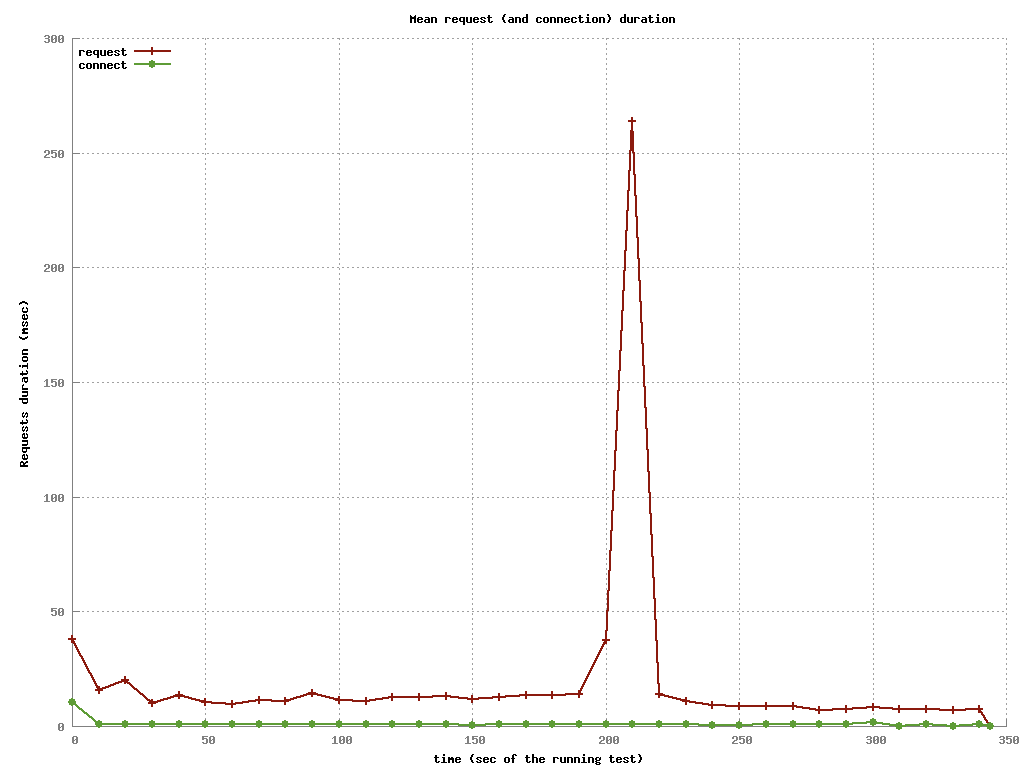 Mean request (and connection) duration
300
request
connect
250
200
150
100
50
0
Requests duration (msec)
0 50 100 150 200 250 300 350
time (sec of the running test)